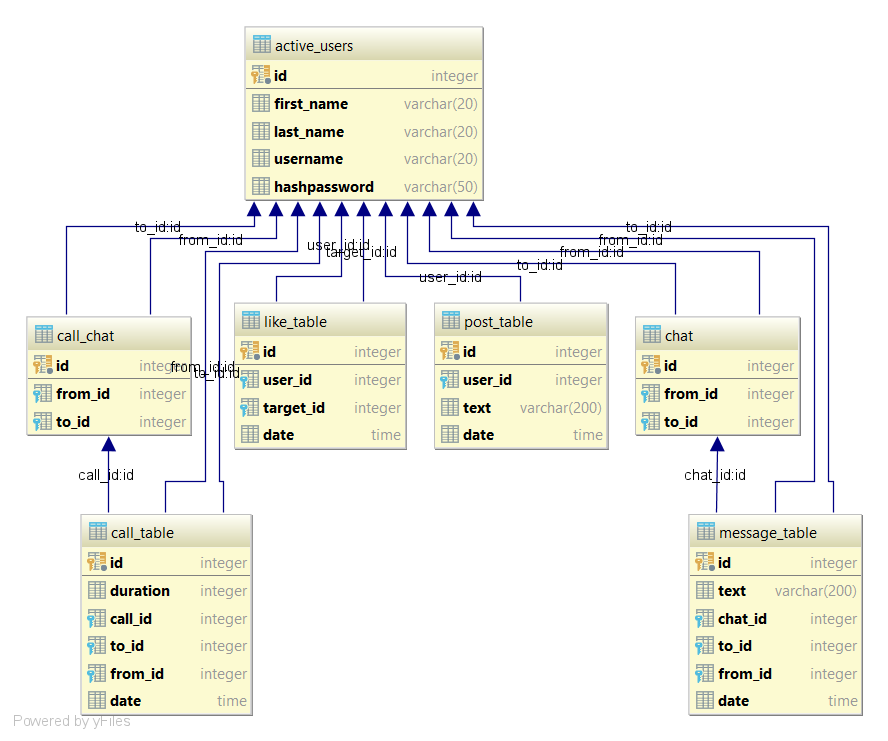 active_users
id integer
first_name varchar(20)
last_name varchar(20)
username varchar(20)
hashpassword varchar(50)
to_id:id
from_id:id
user_id:id
target_id:id
user_id:id
to_id:id
from_id:id
from_id:id
to_id:id
call_chat
id integer
from_id integer
to_id integer
from_id:id
to_id:id
like_table
id integer
user_id integer
target_id integer
date time
post_table
id integer
user_id integer
text varchar(200)
date time
chat
id integer
from_id integer
to_id integer
call_id:id
chat_id:id
call_table
id integer
duration integer
call_id integer
to_id integer
from_id integer
date time
message_table
id integer
text varchar(200)
chat_id integer
to_id integer
from_id integer
date time
Powered by yFiles